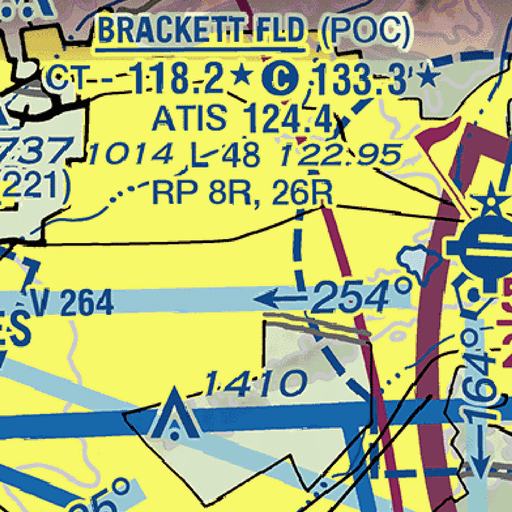 BRACKETT FLD (POC)
CT - 118.2 ★ C 133.3 ★
ATIS 124.4
737 1014 L 48 122.95
221) RP 8R, 26R
V 264 ←254°
ES
1410
164°→